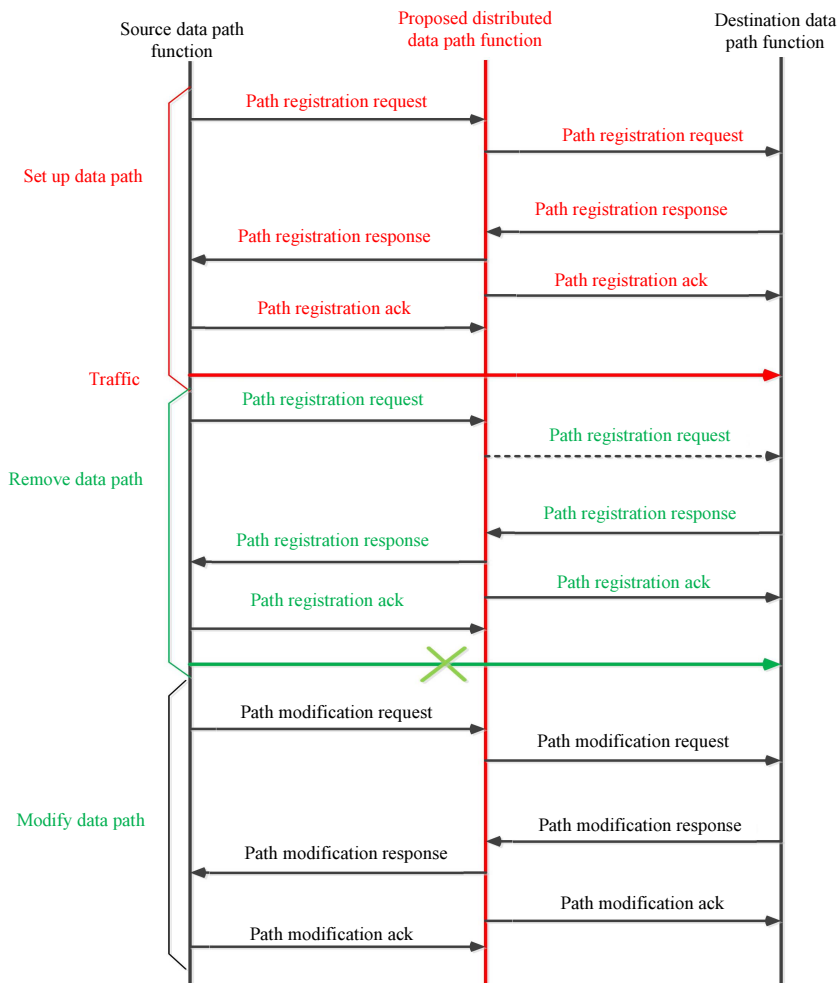 Source data path
function
Proposed distributed
data path function
Destination data
path function
Path registration request
Path registration request
Set up data path
Path registration response
Path registration response
Path registration ack
Path registration ack
Traffic
Path registration request
Path registration request
Remove data path
Path registration response
Path registration response
Path registration ack
Path registration ack
Path modification request
Path modification request
Modify data path
Path modification response
Path modification response
Path modification ack
Path modification ack